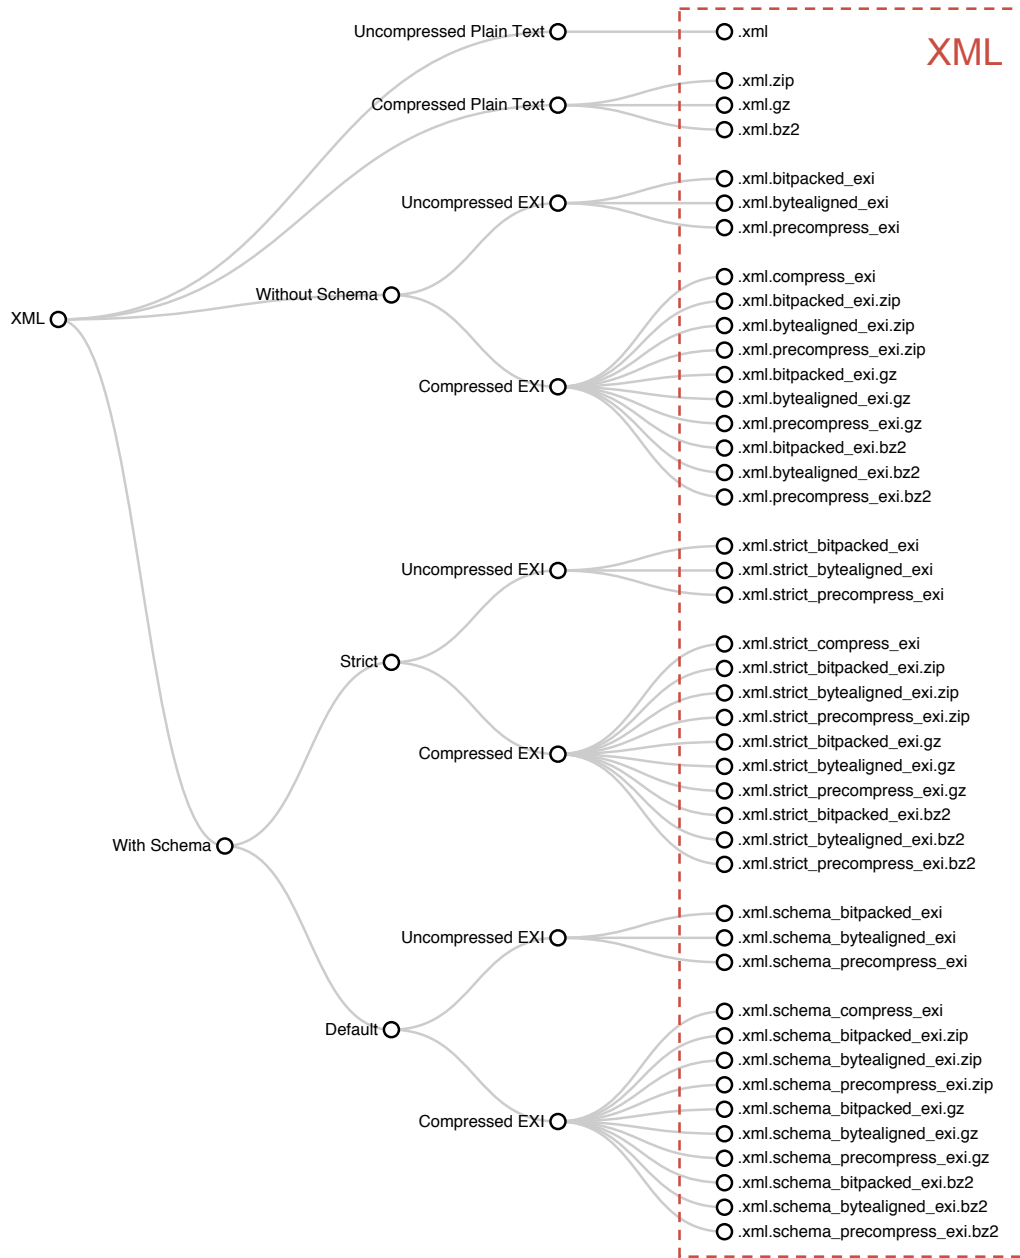 XML
Uncompressed Plain Text
.xml
Compressed Plain Text
.xml.zip
.xml.gz
.xml.bz2
XML
Without Schema
Uncompressed EXI
.xml.bitpacked_exi
.xml.bytealigned_exi
.xml.precompress_exi
Compressed EXI
.xml.compress_exi
.xml.bitpacked_exi.zip
.xml.bytealigned_exi.zip
.xml.precompress_exi.zip
.xml.bitpacked_exi.gz
.xml.bytealigned_exi.gz
.xml.precompress_exi.gz
.xml.bitpacked_exi.bz2
.xml.bytealigned_exi.bz2
.xml.precompress_exi.bz2
With Schema
Strict
Uncompressed EXI
.xml.strict_bitpacked_exi
.xml.strict_bytealigned_exi
.xml.strict_precompress_exi
Compressed EXI
.xml.strict_compress_exi
.xml.strict_bitpacked_exi.zip
.xml.strict_bytealigned_exi.zip
.xml.strict_precompress_exi.zip
.xml.strict_bitpacked_exi.gz
.xml.strict_bytealigned_exi.gz
.xml.strict_precompress_exi.gz
.xml.strict_bitpacked_exi.bz2
.xml.strict_bytealigned_exi.bz2
.xml.strict_precompress_exi.bz2
Default
Uncompressed EXI
.xml.schema_bitpacked_exi
.xml.schema_bytealigned_exi
.xml.schema_precompress_exi
Compressed EXI
.xml.schema_compress_exi
.xml.schema_bitpacked_exi.zip
.xml.schema_bytealigned_exi.zip
.xml.schema_precompress_exi.zip
.xml.schema_bitpacked_exi.gz
.xml.schema_bytealigned_exi.gz
.xml.schema_precompress_exi.gz
.xml.schema_bitpacked_exi.bz2
.xml.schema_bytealigned_exi.bz2
.xml.schema_precompress_exi.bz2